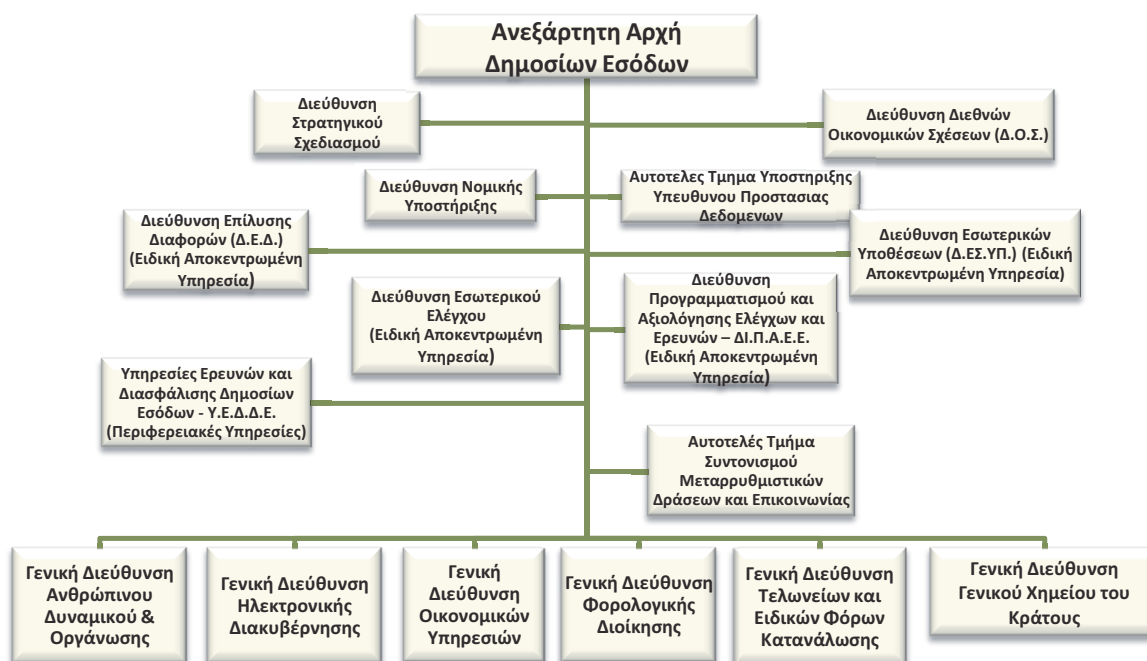 Ανεξάρτητη Αρχή
Δημοσίων Εσόδων
Διεύθυνση
Στρατηγικού
Σχεδιασμού
Διεύθυνση Διεθνών
Οικονομικών Σχέσεων (Δ.Ο.Σ.)
Διεύθυνση Νομικής
Υποστήριξης
Αυτοτελες Τμημα Υποστηριξης
Υπευθυνου Προστασιας
Δεδομενων
Διεύθυνση Επίλυσης
Διαφορών (Δ.Ε.Δ.)
(Ειδική Αποκεντρωμένη
Υπηρεσία)
Διεύθυνση Εσωτερικών
Υποθέσεων (Δ.ΕΣ.ΥΠ.) (Ειδική
Αποκεντρωμένη Υπηρεσία)
Διεύθυνση Εσωτερικού
Ελέγχου
(Ειδική Αποκεντρωμένη
Υπηρεσία)
Διεύθυνση
Προγραμματισμού και
Αξιολόγησης Ελέγχων και
Ερευνών – ΔΙ.Π.Α.Ε.Ε.
(Ειδική Αποκεντρωμένη
Υπηρεσία)
Υπηρεσίες Ερευνών και
Διασφάλισης Δημοσίων
Εσόδων - Υ.Ε.Δ.Δ.Ε.
(Περιφερειακές Υπηρεσίες)
Αυτοτελές Τμήμα
Συντονισμού
Μεταρρυθμιστικών
Δράσεων και Επικοινωνίας
Γενική Διεύθυνση
Ανθρώπινου
Δυναμικού &
Οργάνωσης
Γενική Διεύθυνση
Ηλεκτρονικής
Διακυβέρνησης
Γενική
Διεύθυνση
Οικονομικών
Υπηρεσιών
Γενική Διεύθυνση
Φορολογικής
Διοίκησης
Γενική Διεύθυνση
Τελωνείων και
Ειδικών Φόρων
Κατανάλωσης
Γενική Διεύθυνση
Γενικού Χημείου του
Κράτους